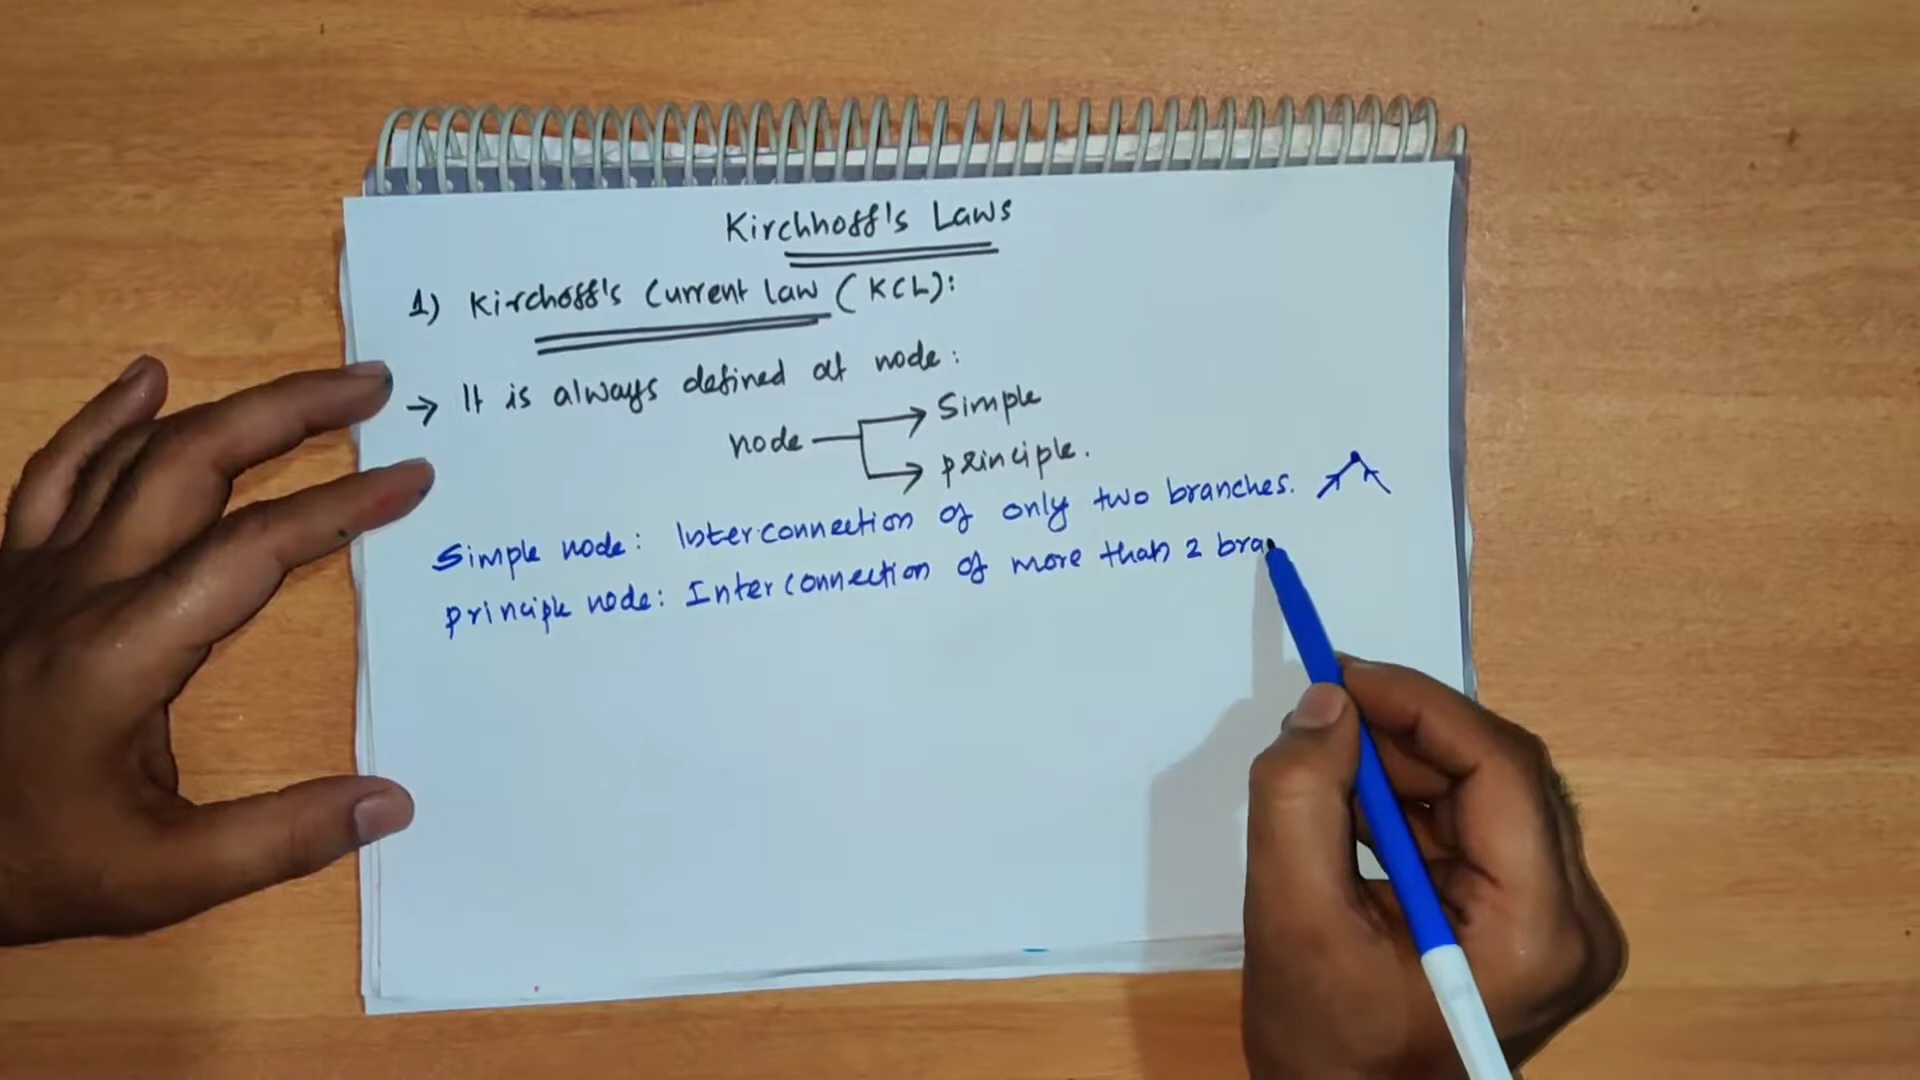 Kirchhoff's Laws
1) Kirchoff's Current Law (KCL):
→ It is always defined at node:
node Simple
principle.
Simple node: Interconnection of only two branches.
principle node: Interconnection of more than 2 bra